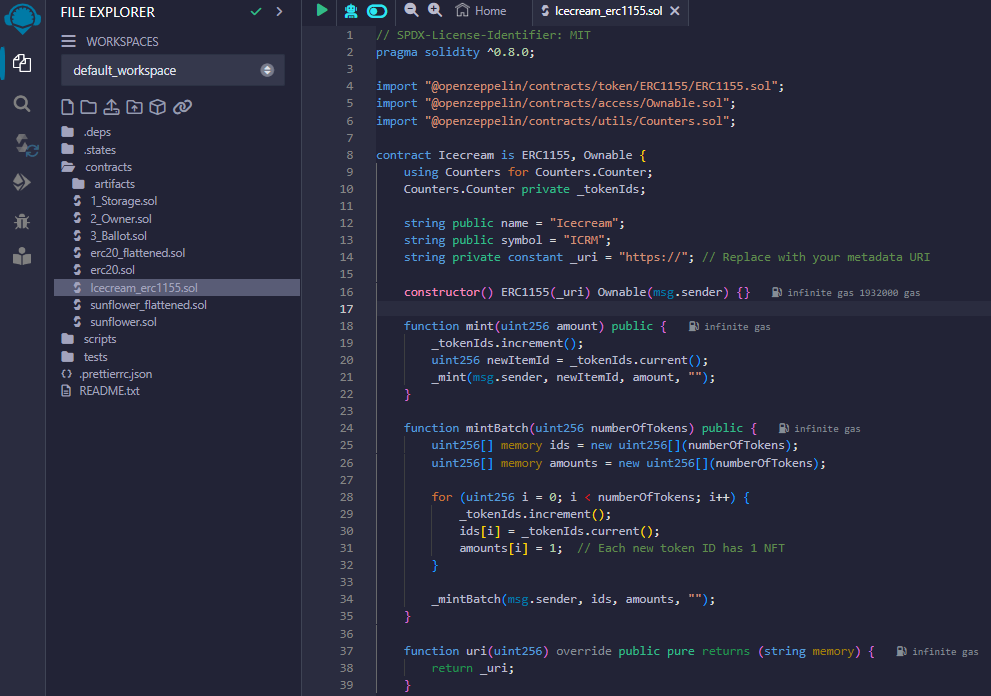 FILE EXPLORER
WORKSPACES
default_workspace
.deps
.states
contracts
artifacts
1_Storage.sol
2_Owner.sol
3_Ballot.sol
erc20_flattened.sol
erc20.sol
Icecream_erc1155.sol
sunflower_flattened.sol
sunflower.sol
scripts
tests
.prettierrc.json
README.txt
Home
Icecream_erc1155.sol
1 // SPDX-License-Identifier: MIT
2 pragma solidity ^0.8.0;
3
4 import "@openzeppelin/contracts/token/ERC1155/ERC1155.sol";
5 import "@openzeppelin/contracts/access/Ownable.sol";
6 import "@openzeppelin/contracts/utils/Counters.sol";
7
8 contract Icecream is ERC1155, Ownable {
9 using Counters for Counters.Counter;
10 Counters.Counter private _tokenIds;
11
12 string public name = "Icecream";
13 string public symbol = "ICRM";
14 string private constant _uri = "https://"; // Replace with your metadata URI
15
16 constructor() ERC1155(_uri) Ownable(msg.sender) {} infinite gas 1932000 gas
17
18 function mint(uint256 amount) public { infinite gas
19 _tokenIds.increment();
20 uint256 newItemId = _tokenIds.current();
21 _mint(msg.sender, newItemId, amount, "");
22 }
23
24 function mintBatch(uint256 numberOfTokens) public { infinite gas
25 uint256[] memory ids = new uint256[](numberOfTokens);
26 uint256[] memory amounts = new uint256[](numberOfTokens);
27
28 for (uint256 i = 0; i < numberOfTokens; i++) {
29 _tokenIds.increment();
30 ids[i] = _tokenIds.current();
31 amounts[i] = 1; // Each new token ID has 1 NFT
32 }
33
34 _mintBatch(msg.sender, ids, amounts, "");
35 }
36
37 function uri(uint256) override public pure returns (string memory) { infinite gas
38 return _uri;
39 }